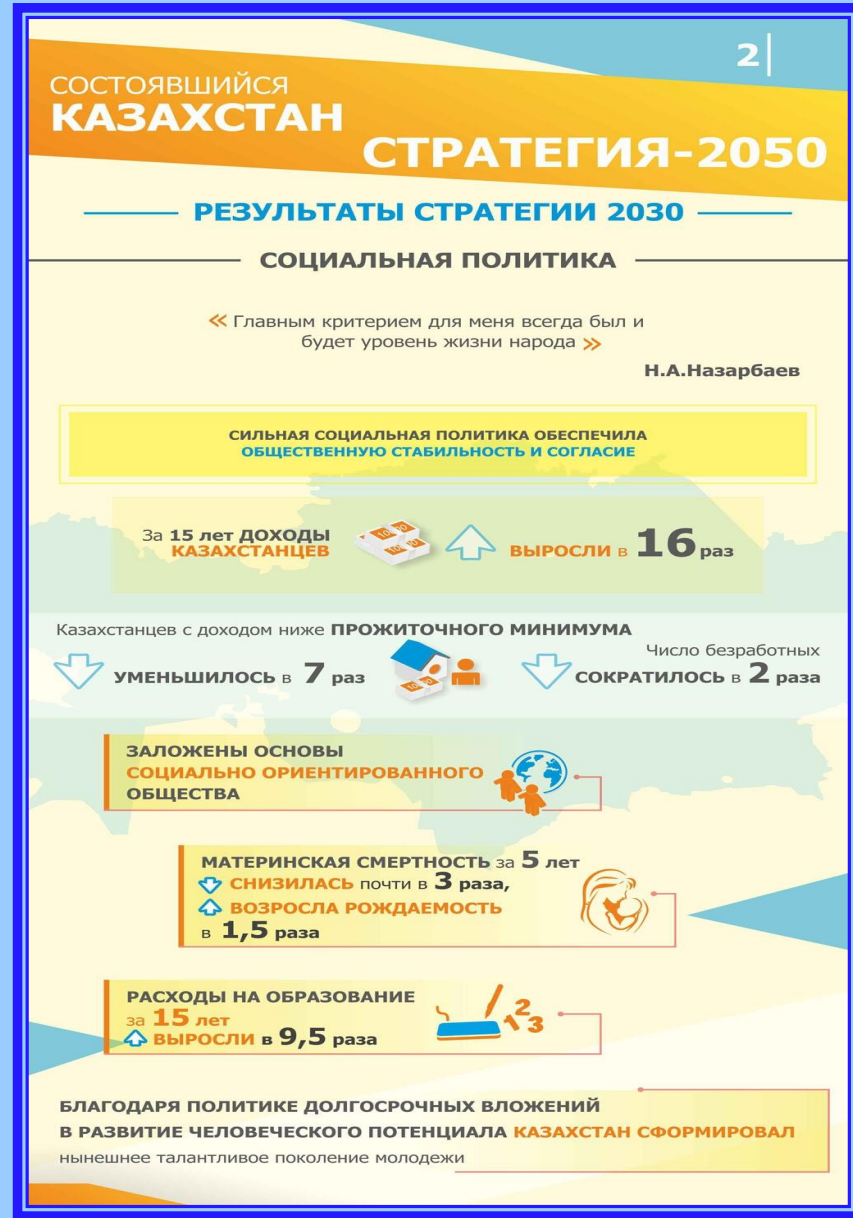 2
СОСТОЯВШИЙСЯ
КАЗАХСТАН
СТРАТЕГИЯ-2050
РЕЗУЛЬТАТЫ СТРАТЕГИИ 2030
СОЦИАЛЬНАЯ ПОЛИТИКА
« Главным критерием для меня всегда был и
будет уровень жизни народа »
Н.А.Назарбаев
СИЛЬНАЯ СОЦИАЛЬНАЯ ПОЛИТИКА ОБЕСПЕЧИЛА
ОБЩЕСТВЕННУЮ СТАБИЛЬНОСТЬ И СОГЛАСИЕ
За 15 лет ДОХОДЫ
КАЗАХСТАНЦЕВ
ВЫРОСЛИ в 16 раз
Казахстанцев с доходом ниже ПРОЖИТОЧНОГО МИНИМУМА
УМЕНЬШИЛОСЬ в 7 раз
Число безработных
СОКРАТИЛОСЬ в 2 раза
ЗАЛОЖЕНЫ ОСНОВЫ
СОЦИАЛЬНО ОРИЕНТИРОВАННОГО
ОБЩЕСТВА
МАТЕРИНСКАЯ СМЕРТНОСТЬ за 5 лет
СНИЗИЛАСЬ почти в 3 раза,
ВОЗРОСЛА РОЖДАЕМОСТЬ
в 1,5 раза
РАСХОДЫ НА ОБРАЗОВАНИЕ
за 15 лет
ВЫРОСЛИ в 9,5 раза
1 2 3
БЛАГОДАРЯ ПОЛИТИКЕ ДОЛГОСРОЧНЫХ ВЛОЖЕНИЙ
В РАЗВИТИЕ ЧЕЛОВЕЧЕСКОГО ПОТЕНЦИАЛА КАЗАХСТАН СФОРМИРОВАЛ
нынешнее талантливое поколение молодежи